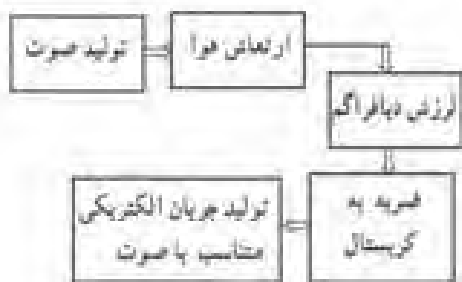 تولید صوت
ارتعاش هوا
لرزش دیافراگم
ضربه به
کریستال
تولید جریان الکتریکی
متناسب با صوت